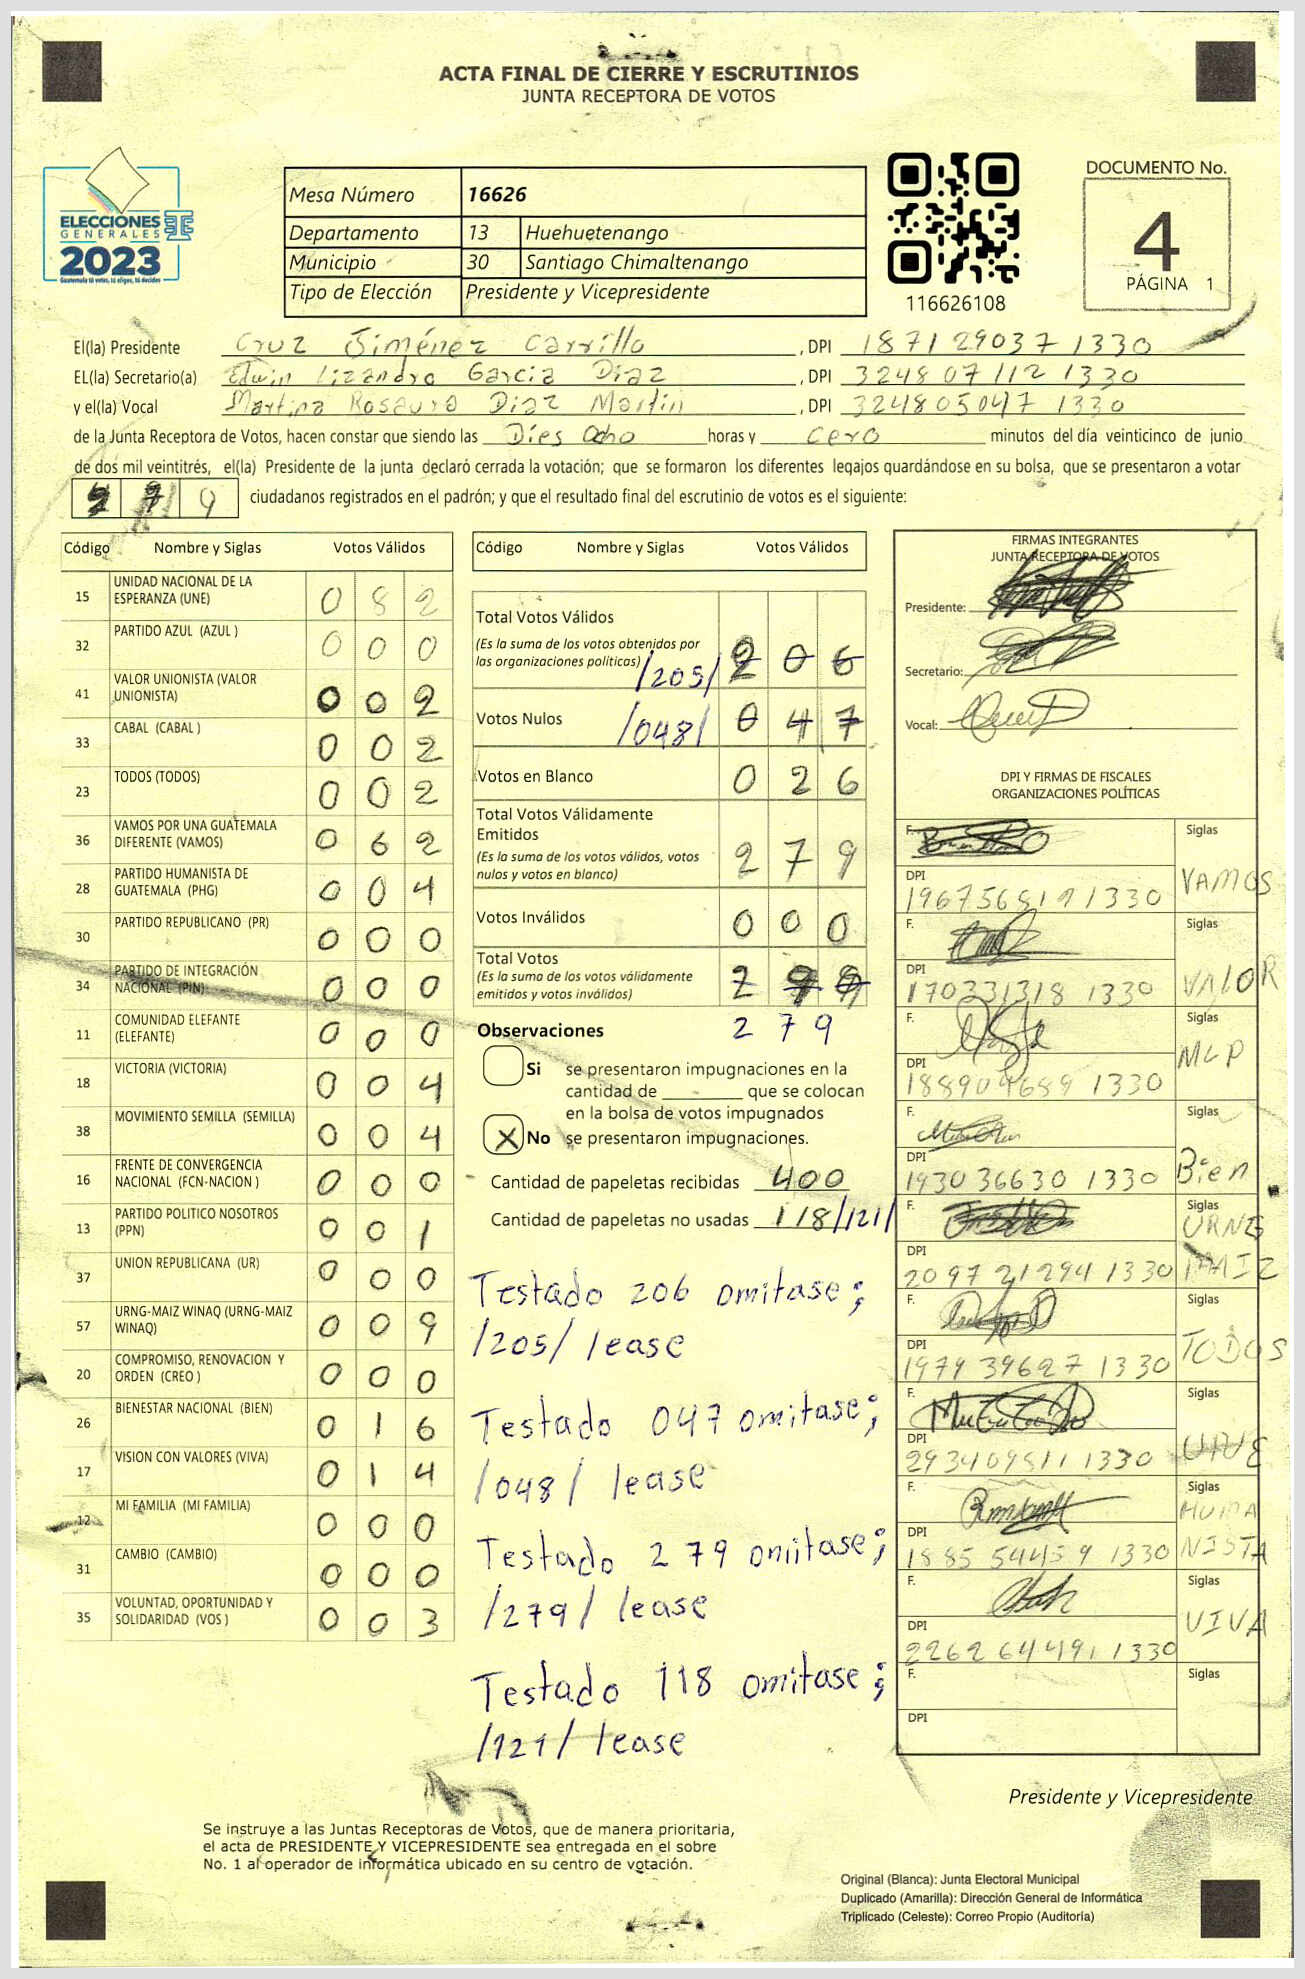 ACTA FINAL DE CIERRE Y ESCRUTINIOS
JUNTA RECEPTORA DE VOTOS
ELECCIONES
GENERALES
2023
Guatemala tú votes, tú eliges, tú decides
Mesa Número 16626
Departamento 13 Huehuetenango
Municipio 30 Santiago Chimaltenango
Tipo de Elección Presidente y Vicepresidente
116626108
DOCUMENTO No.
4
PÁGINA 1
El(la) Presidente Cruz Jiménez Carrillo, DPI 187129037 1330
EL(la) Secretario(a) Edwin Lizandro Garcia Diaz, DPI 324807112 1330
y el(la) Vocal Martina Rosaura Diaz Martin, DPI 324805047 1330
de la Junta Receptora de Votos, hacen constar que siendo las Dies Ocho horas y cero minutos del día veinticinco de junio
de dos mil veintitrés, el(la) Presidente de la junta declaró cerrada la votación; que se formaron los diferentes legajos guardándose en su bolsa, que se presentaron a votar
279 ciudadanos registrados en el padrón; y que el resultado final del escrutinio de votos es el siguiente:
Código Nombre y Siglas Votos Válidos
15 UNIDAD NACIONAL DE LA ESPERANZA (UNE) 0 8 2
32 PARTIDO AZUL (AZUL ) 0 0 0
41 VALOR UNIONISTA (VALOR UNIONISTA) 0 0 2
33 CABAL (CABAL ) 0 0 2
23 TODOS (TODOS) 0 0 2
36 VAMOS POR UNA GUATEMALA DIFERENTE (VAMOS) 0 6 2
28 PARTIDO HUMANISTA DE GUATEMALA (PHG) 0 0 4
30 PARTIDO REPUBLICANO (PR) 0 0 0
34 PARTIDO DE INTEGRACIÓN NACIONAL (PIN) 0 0 0
11 COMUNIDAD ELEFANTE (ELEFANTE) 0 0 0
18 VICTORIA (VICTORIA) 0 0 4
38 MOVIMIENTO SEMILLA (SEMILLA) 0 0 4
16 FRENTE DE CONVERGENCIA NACIONAL (FCN-NACION ) 0 0 0
13 PARTIDO POLITICO NOSOTROS (PPN) 0 0 1
37 UNION REPUBLICANA (UR) 0 0 0
57 URNG-MAIZ WINAQ (URNG-MAIZ WINAQ) 0 0 9
20 COMPROMISO, RENOVACION Y ORDEN (CREO ) 0 0 0
26 BIENESTAR NACIONAL (BIEN) 0 1 6
17 VISION CON VALORES (VIVA) 0 1 4
12 MI FAMILIA (MI FAMILIA) 0 0 0
31 CAMBIO (CAMBIO) 0 0 0
35 VOLUNTAD, OPORTUNIDAD Y SOLIDARIDAD (VOS ) 0 0 3
Código Nombre y Siglas Votos Válidos
Total Votos Válidos
(Es la suma de los votos obtenidos por
las organizaciones políticas) /205/ 2 0 6
Votos Nulos /048/ 0 4 7
Votos en Blanco 0 2 6
Total Votos Válidamente
Emitidos
(Es la suma de los votos válidos, votos
nulos y votos en blanco) 2 7 9
Votos Inválidos 0 0 0
Total Votos
(Es la suma de los votos válidamente
emitidos y votos inválidos) 2
Observaciones 2 7 9
Si se presentaron impugnaciones en la
cantidad de que se colocan
en la bolsa de votos impugnados
X No se presentaron impugnaciones.
Cantidad de papeletas recibidas 400
Cantidad de papeletas no usadas 118/121/
Testado 206 omitase;
/205/ lease
Testado 047 omitase;
/048/ lease
Testado 279 omitase;
/279/ lease
Testado 118 omitase;
/121/ lease
FIRMAS INTEGRANTES
JUNTA RECEPTORA DE VOTOS
Presidente:
Secretario:
Vocal:
DPI Y FIRMAS DE FISCALES
ORGANIZACIONES POLÍTICAS
F. Siglas
DPI VAMOS
1330
F. Siglas
DPI VALOR
170331318 1330
F. Siglas
DPI MLP
188904689 1330
F. Siglas
DPI Bien
1930 36630 1330
F. Siglas
URNG
DPI MAIZ
2097 21294 1330
F. Siglas
DPI TODOS
1979 39627 1330
F. Siglas
DPI UNE
1330
F. Siglas
HUMA
DPI NISTA
1885 54459 1330
F. Siglas
DPI VIVA
2262 64491 1330
F. Siglas
DPI
Presidente y Vicepresidente
Se instruye a las Juntas Receptoras de Votos, que de manera prioritaria,
el acta de PRESIDENTE Y VICEPRESIDENTE sea entregada en el sobre
No. 1 al operador de informática ubicado en su centro de votación.
Original (Blanca): Junta Electoral Municipal
Duplicado (Amarilla): Dirección General de Informática
Triplicado (Celeste): Correo Propio (Auditoría)